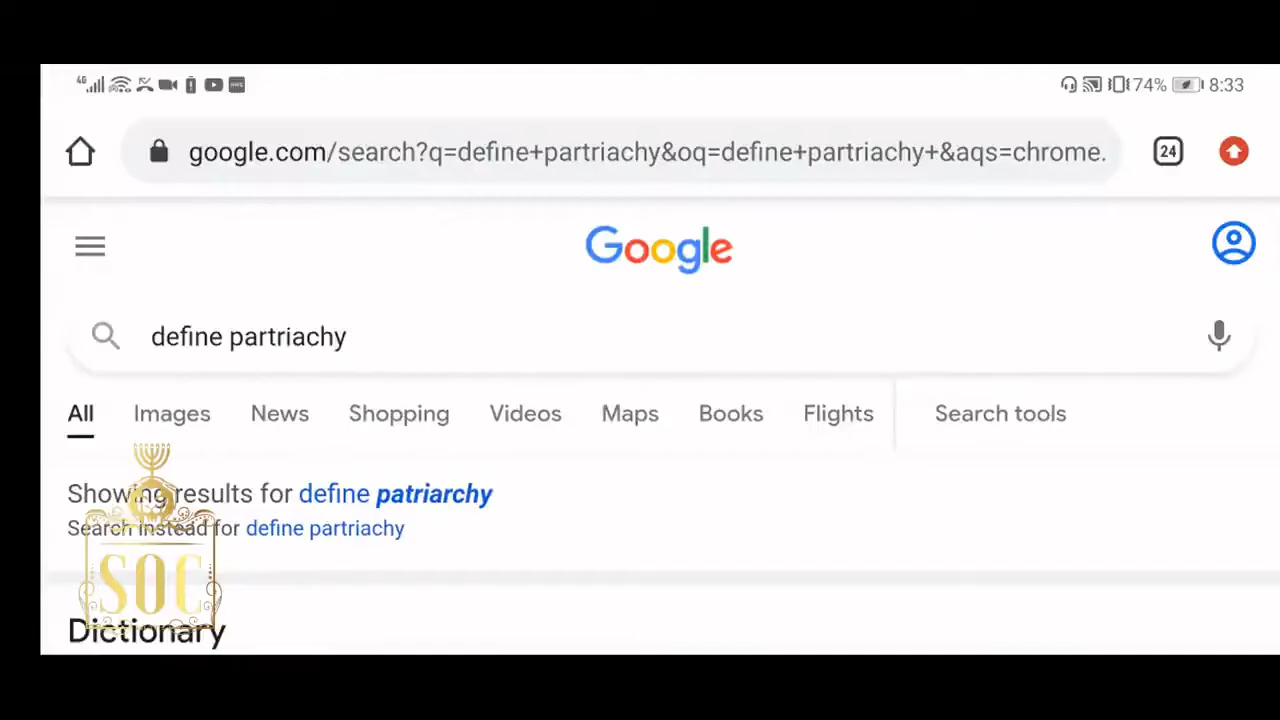 4G 74% 8:33
google.com/search?q=define+partriachy&oq=define+partriachy+&aqs=chrome. 24
Google
define partriachy
All Images News Shopping Videos Maps Books Flights Search tools
Showing results for define patriarchy
Search instead for define partriachy
SOC
Dictionary